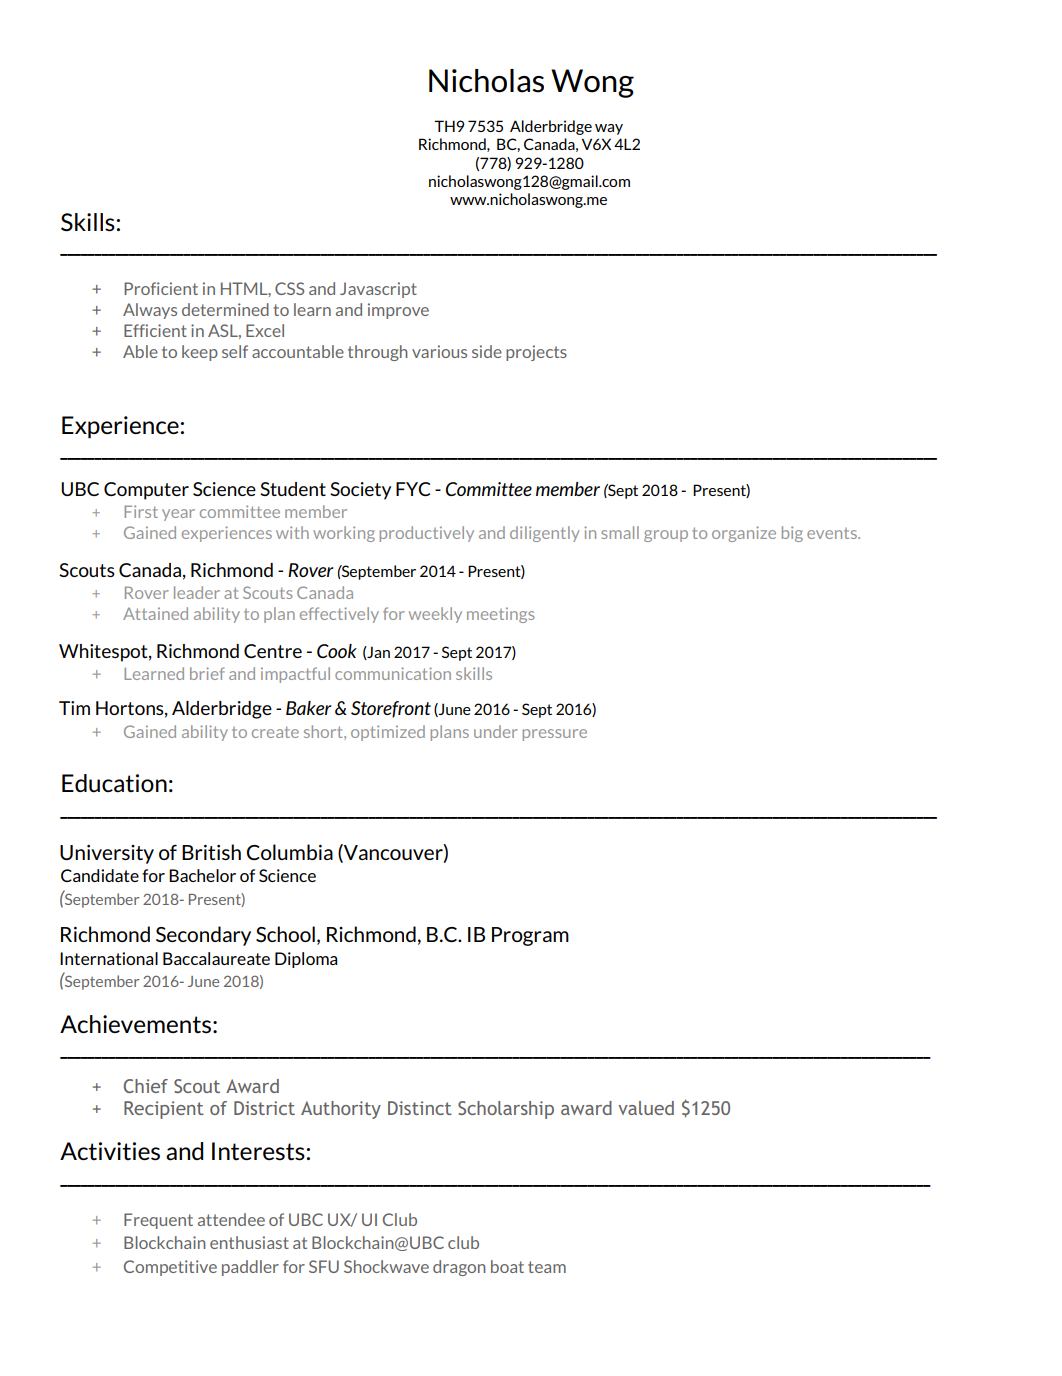 Nicholas Wong
TH9 7535 Alderbridge way
Richmond, BC, Canada, V6X 4L2
(778) 929-1280
nicholaswong128@gmail.com
www.nicholaswong.me
Skills:
+ Proficient in HTML, CSS and Javascript
+ Always determined to learn and improve
+ Efficient in ASL, Excel
+ Able to keep self accountable through various side projects
Experience:
UBC Computer Science Student Society FYC - Committee member (Sept 2018 - Present)
+ First year committee member
+ Gained experiences with working productively and diligently in small group to organize big events.
Scouts Canada, Richmond - Rover (September 2014 - Present)
+ Rover leader at Scouts Canada
+ Attained ability to plan effectively for weekly meetings
Whitespot, Richmond Centre - Cook (Jan 2017 - Sept 2017)
+ Learned brief and impactful communication skills
Tim Hortons, Alderbridge - Baker & Storefront (June 2016 - Sept 2016)
+ Gained ability to create short, optimized plans under pressure
Education:
University of British Columbia (Vancouver)
Candidate for Bachelor of Science
(September 2018- Present)
Richmond Secondary School, Richmond, B.C. IB Program
International Baccalaureate Diploma
(September 2016- June 2018)
Achievements:
+ Chief Scout Award
+ Recipient of District Authority Distinct Scholarship award valued $1250
Activities and Interests:
+ Frequent attendee of UBC UX/ UI Club
+ Blockchain enthusiast at Blockchain@UBC club
+ Competitive paddler for SFU Shockwave dragon boat team